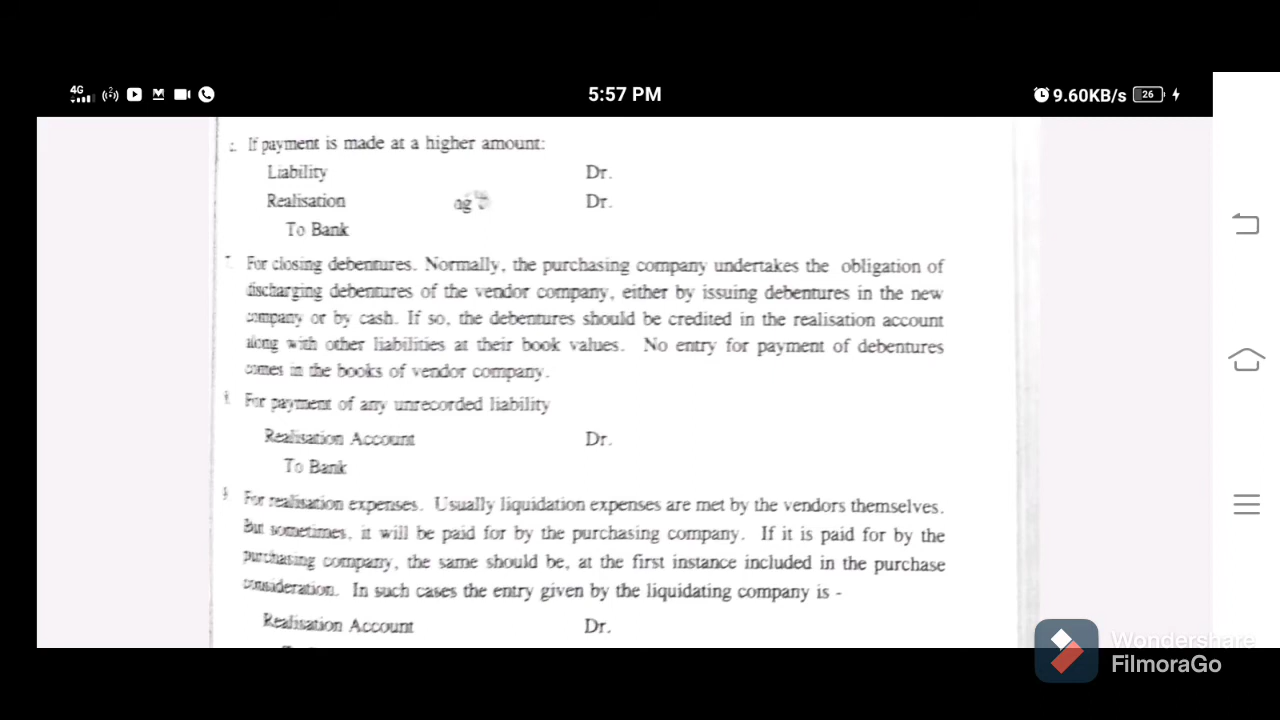 4G
5:57 PM
9.60KB/s 26
If payment is made at a higher amount:
Liability Dr.
Realisation Dr.
To Bank
For closing debentures. Normally, the purchasing company undertakes the obligation of
discharging debentures of the vendor company, either by issuing debentures in the new
company or by cash. If so, the debentures should be credited in the realisation account
along with other liabilities at their book values. No entry for payment of debentures
comes in the books of vendor company.
For payment of any unrecorded liability
Realisation Account Dr.
To Bank
For realisation expenses. Usually liquidation expenses are met by the vendors themselves.
But sometimes, it will be paid for by the purchasing company. If it is paid for by the
purchasing company, the same should be, at the first instance included in the purchase
consideration. In such cases the entry given by the liquidating company is -
Realisation Account Dr.
Wondershare
FilmoraGo